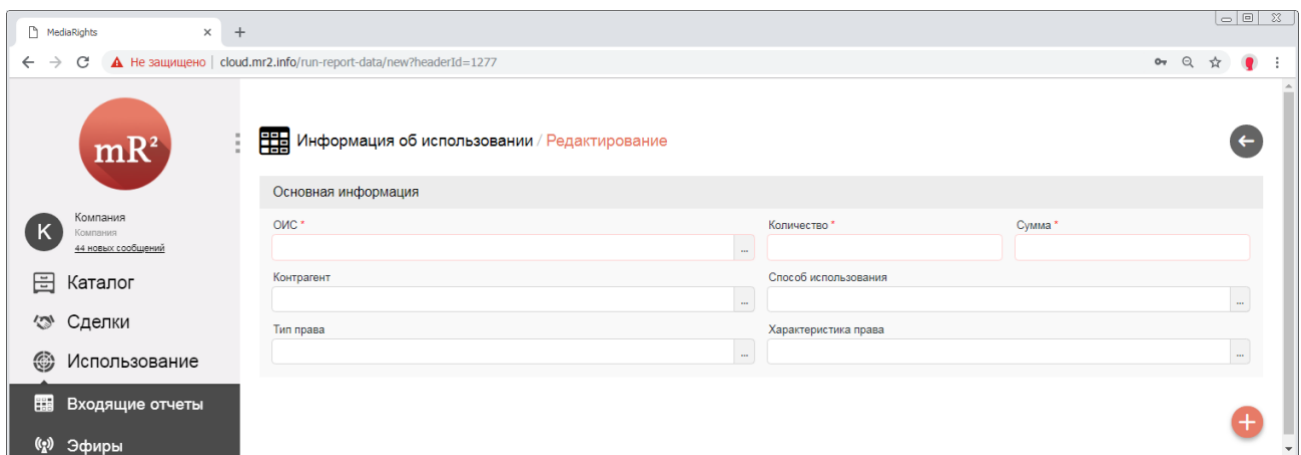 MediaRights
Не защищено | cloud.mr2.info/run-report-data/new?headerId=1277
mR²
Информация об использовании / Редактирование
Основная информация
ОИС * Количество * Сумма *
...
Контрагент Способ использования
... ...
Тип права Характеристика права
... ...
К
Компания
Компания
44 новых сообщений
Каталог
Сделки
Использование
Входящие отчеты
Эфиры